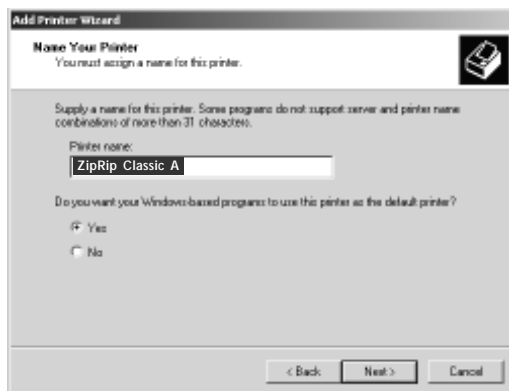 Add Printer Wizard
Name Your Printer
You must assign a name for this printer.
Supply a name for this printer. Some programs do not support server and printer name
combinations of more than 31 characters.
Printer name:
ZipRip Classic A
Do you want your Windows-based programs to use this printer as the default printer?
Yes
No
< Back
Next >
Cancel